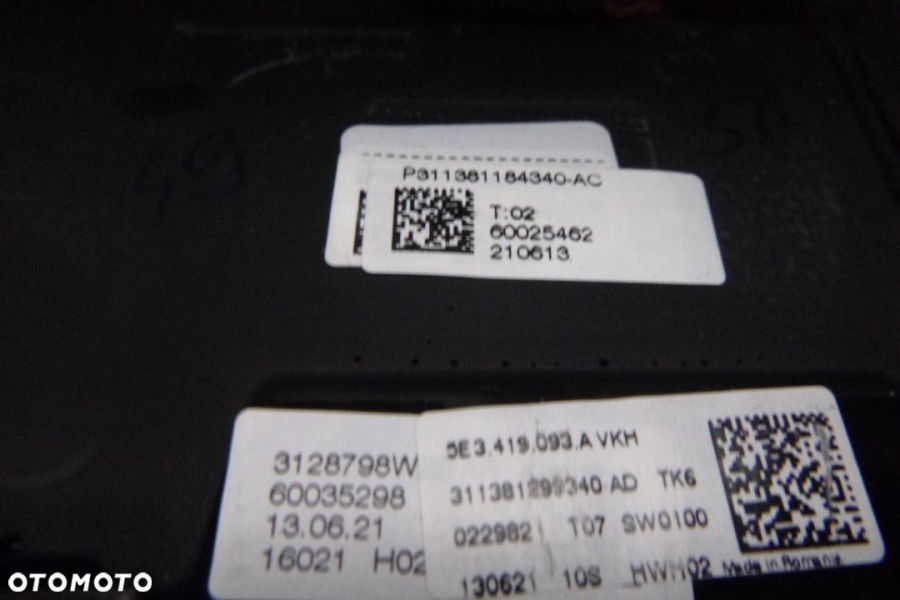 P311381184340-AC
T:02
60025462
210613
3128798W
60035298
13.06.21
16021 H02
5E3.419.093.A VKH
311381299340 AD TK6
022982 T07 SW0100
130621 10S HWH02 Made in Romania
OTOMOTO